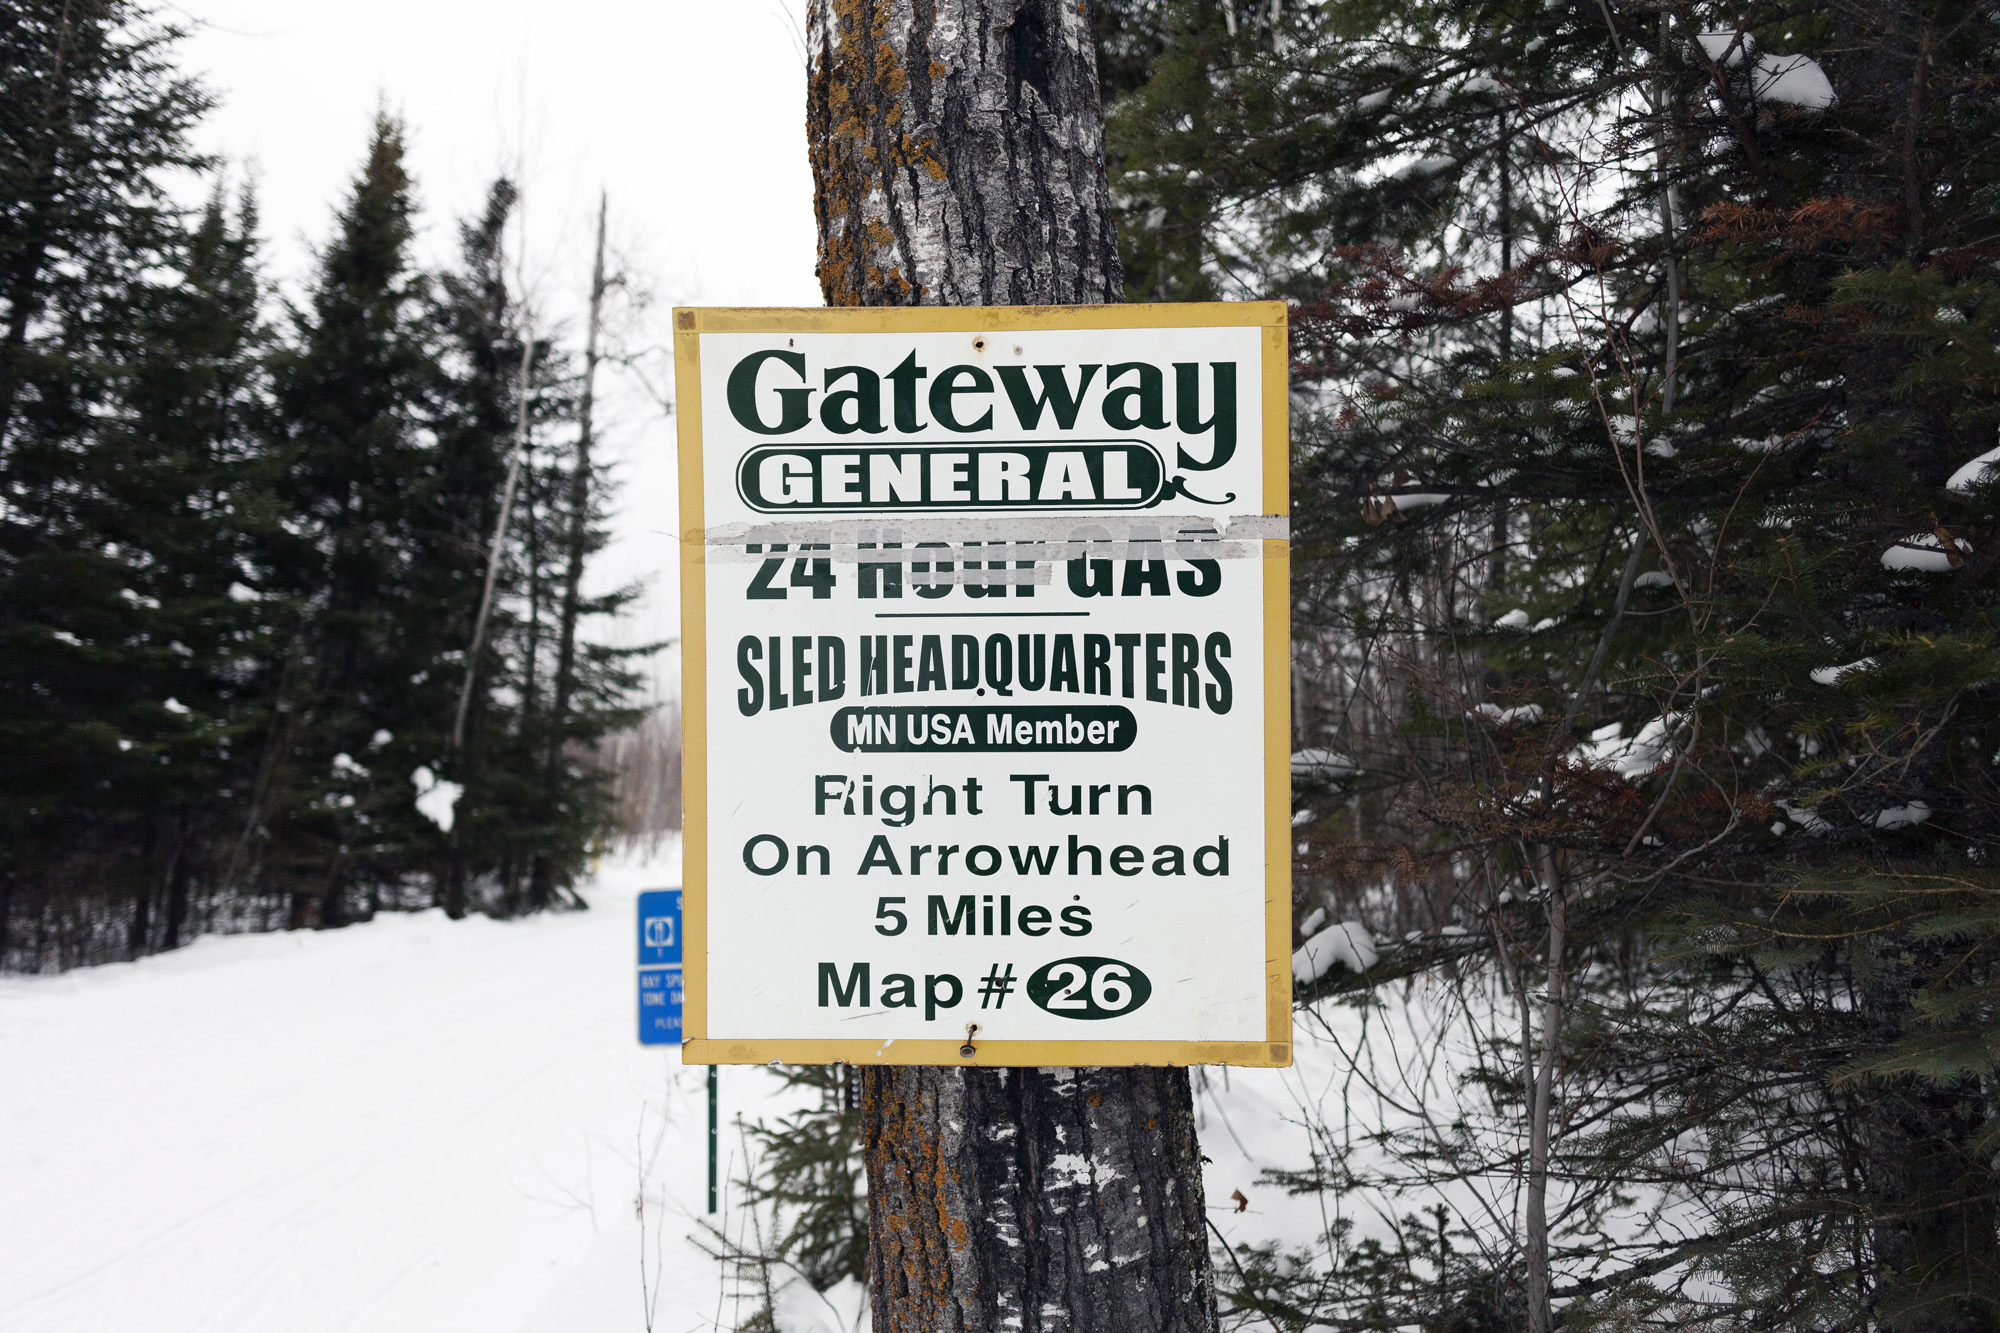 Gateway
GENERAL
24 Hour GAS
SLED HEADQUARTERS
MN USA Member
Right Turn
On Arrowhead
5 Miles
Map # 26